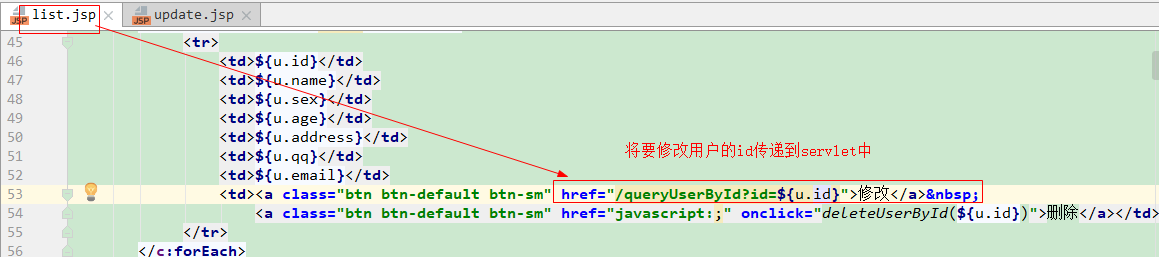 list.jsp update.jsp
45 <tr>
46 <td>${u.id}</td>
47 <td>${u.name}</td>
48 <td>${u.sex}</td>
49 <td>${u.age}</td>
50 <td>${u.address}</td>
51 <td>${u.qq}</td>
将要修改用户的id传递到servlet中
52 <td>${u.email}</td>
53 <td><a class="btn btn-default btn-sm" href="/queryUserById?id=${u.id}">修改</a>&nbsp;
54 <a class="btn btn-default btn-sm" href="javascript:;" onclick="deleteUserById(${u.id})">删除</a></td>
55 </tr>
56 </c:forEach>